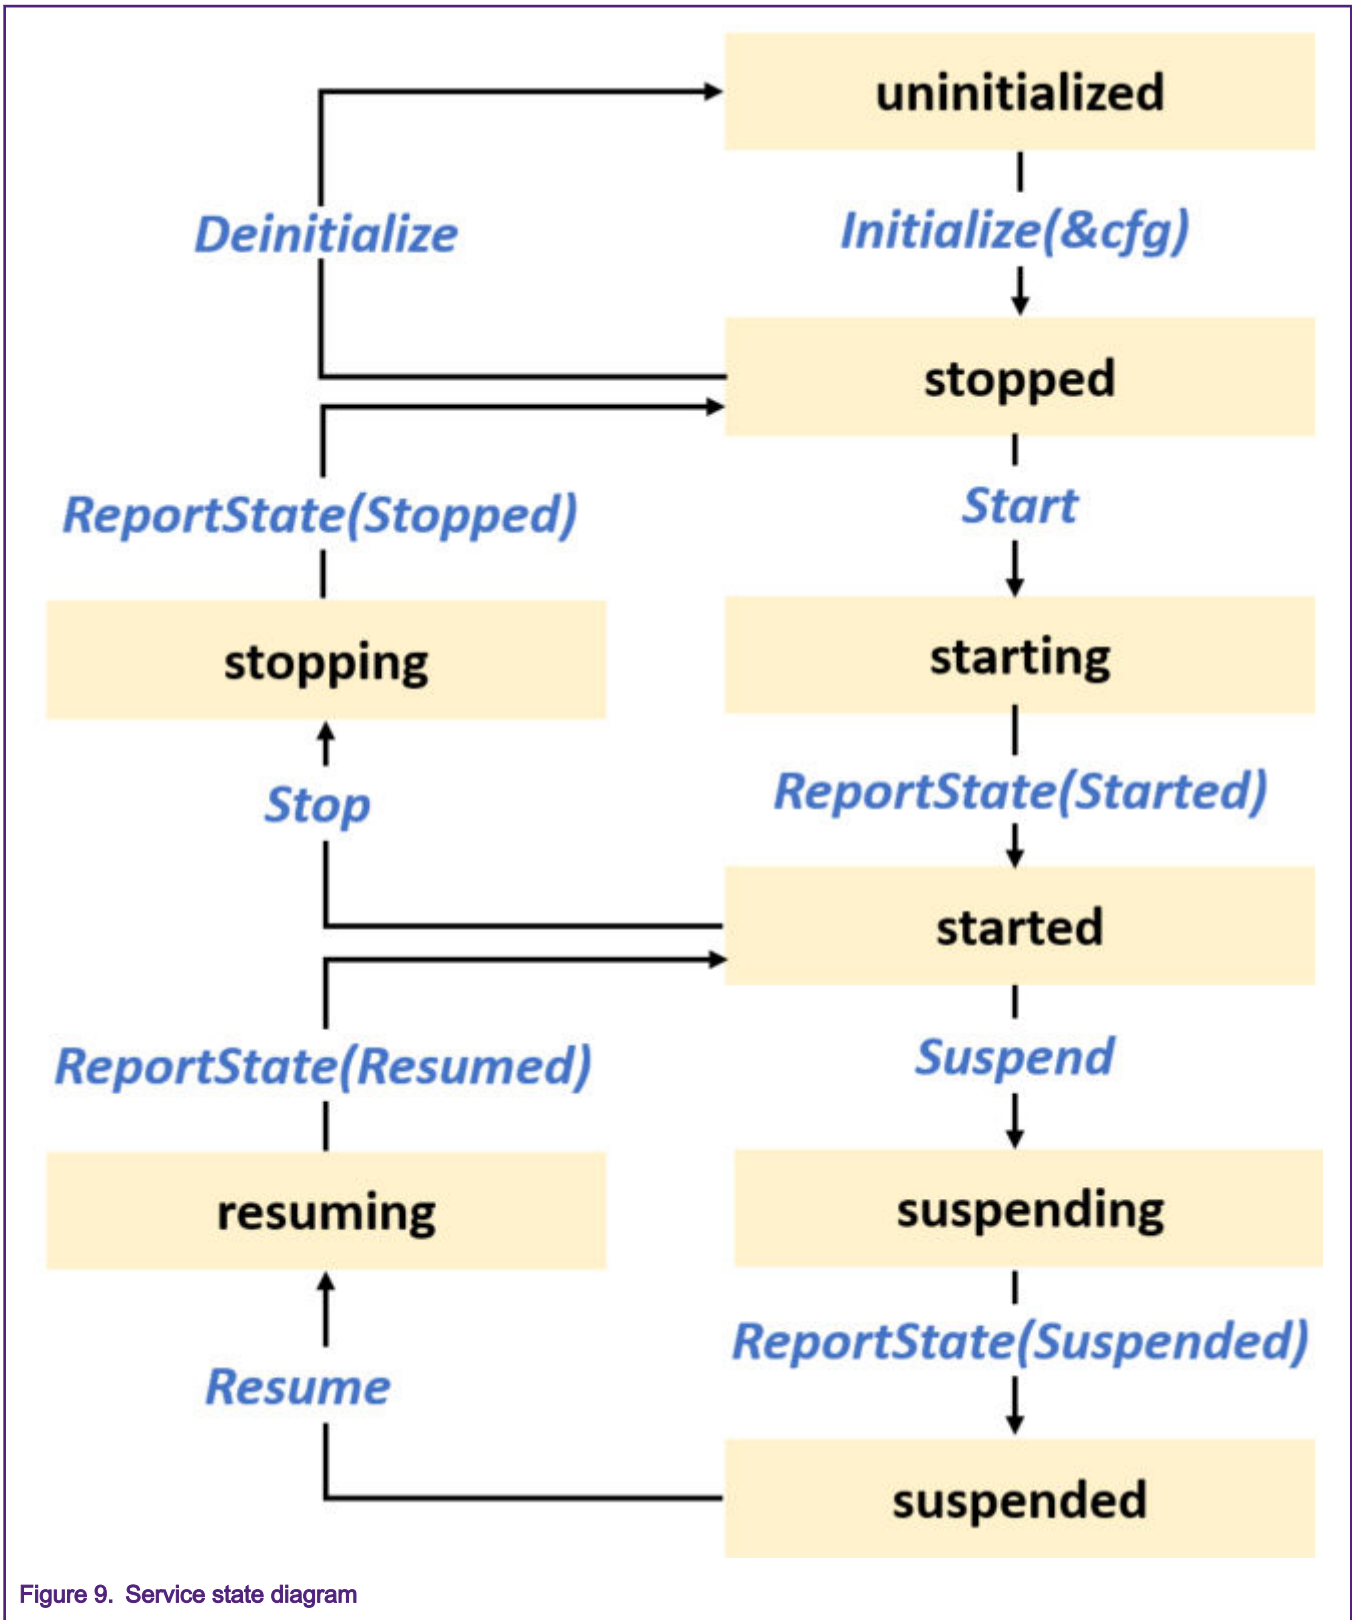 uninitialized
Deinitialize
Initialize(&cfg)
stopped
ReportState(Stopped)
Start
stopping
starting
Stop
ReportState(Started)
started
ReportState(Resumed)
Suspend
resuming
suspending
Resume
ReportState(Suspended)
suspended
Figure 9. Service state diagram